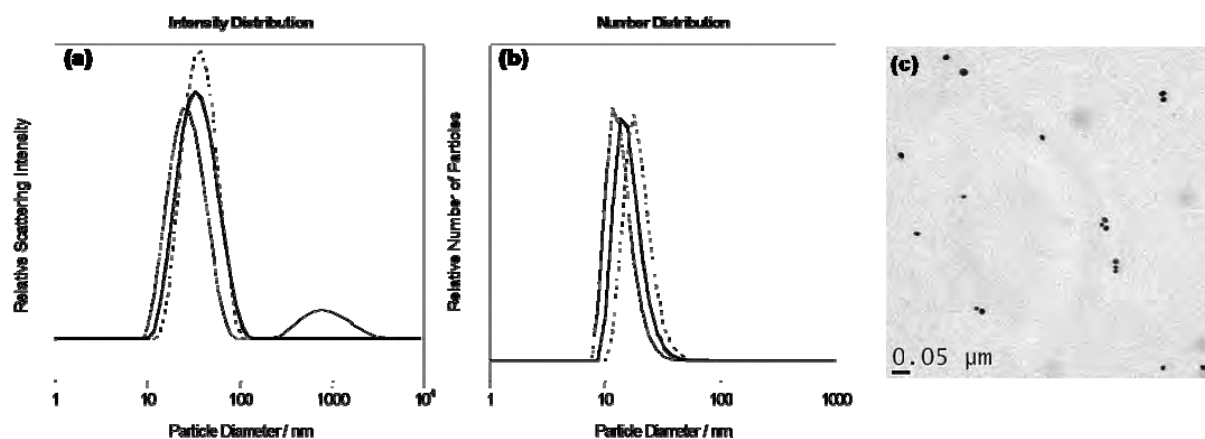 Intensity Distribution
(a)
Relative Scattering Intensity
1 10 100 1000 10⁴
Particle Diameter / nm
Number Distribution
(b)
Relative Number of Particles
1 10 100 1000
Particle Diameter / nm
(c)
0.05 µm